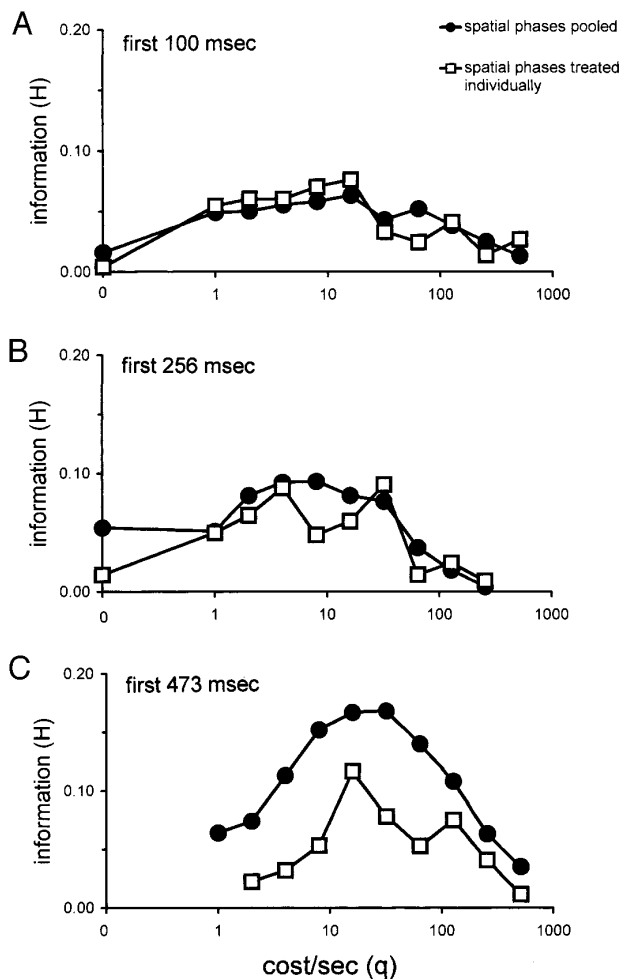 A
0.20
first 100 msec
spatial phases pooled
spatial phases treated
individually
information (H)
0.10
0.00
0
1
10
100
1000
B
0.20
first 256 msec
information (H)
0.10
0.00
0
1
10
100
1000
C
0.20
first 473 msec
information (H)
0.10
0.00
0
1
10
100
1000
cost/sec (q)